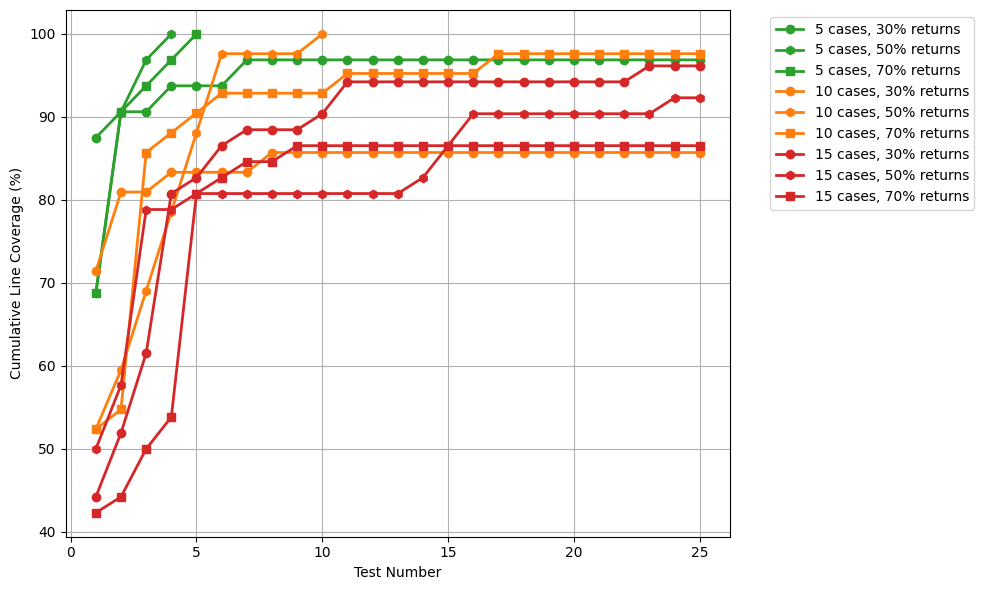 100
90
80
70
60
50
40
0
5
10
15
20
25
Cumulative Line Coverage (%)
Test Number
5 cases, 30% returns
5 cases, 50% returns
5 cases, 70% returns
10 cases, 30% returns
10 cases, 50% returns
10 cases, 70% returns
15 cases, 30% returns
15 cases, 50% returns
15 cases, 70% returns